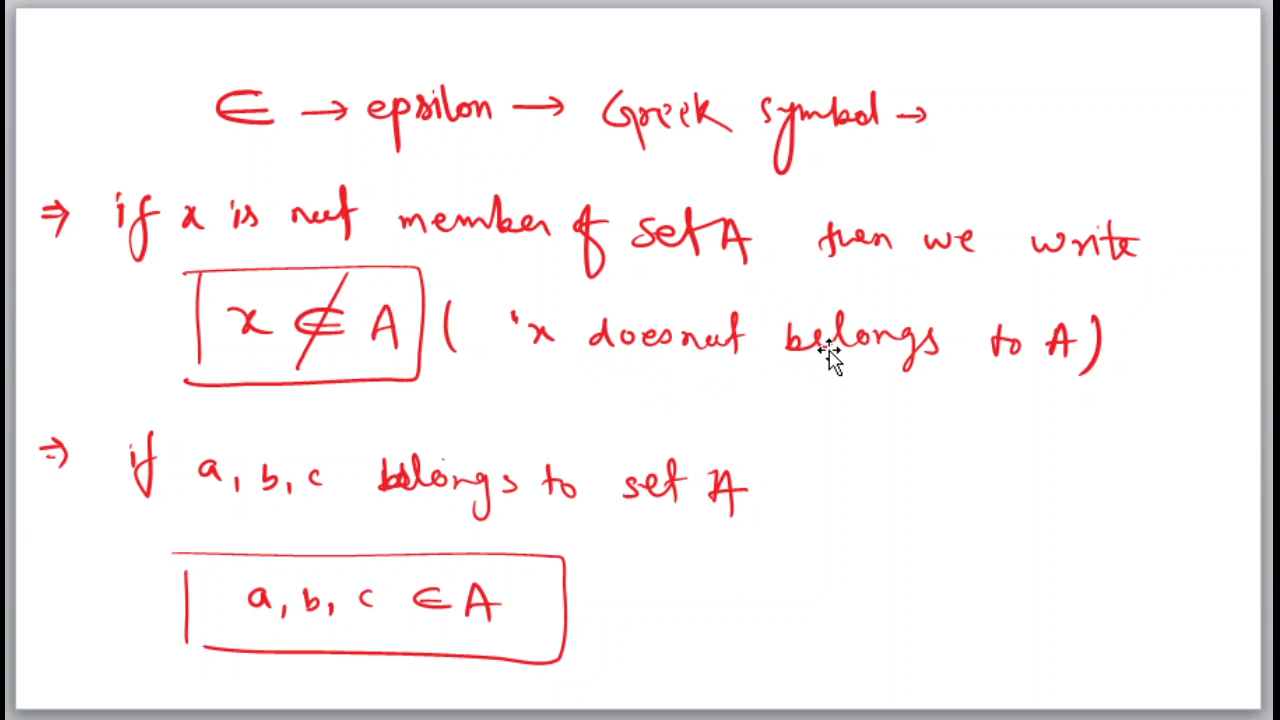 ∈ → epsilon → Greek symbol →
⇒ if x is not member of set A then we write
x ∉ A ( 'x doesnot belongs to A)
⇒ if a, b, c belongs to set A
a, b, c ∈ A